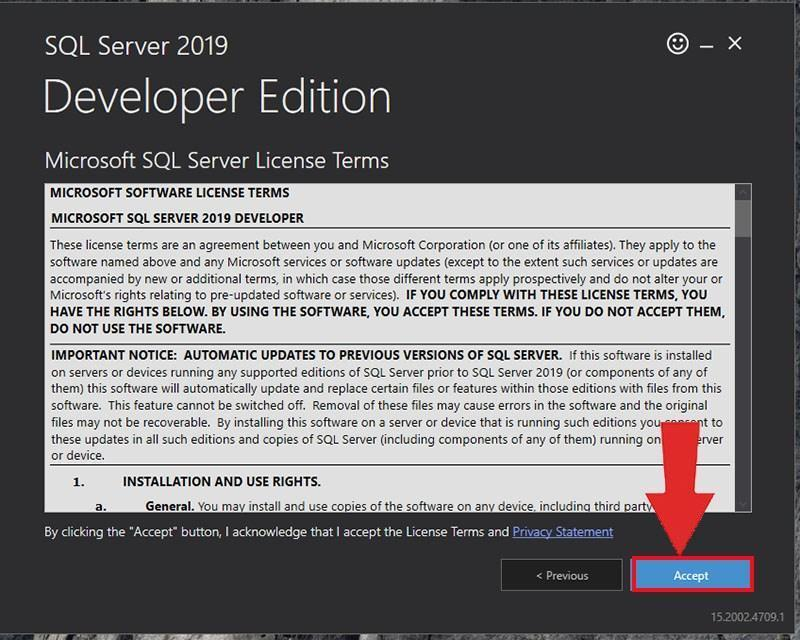 SQL Server 2019
Developer Edition
Microsoft SQL Server License Terms
MICROSOFT SOFTWARE LICENSE TERMS
MICROSOFT SQL SERVER 2019 DEVELOPER
These license terms are an agreement between you and Microsoft Corporation (or one of its affiliates). They apply to the
software named above and any Microsoft services or software updates (except to the extent such services or updates are
accompanied by new or additional terms, in which case those different terms apply prospectively and do not alter your or
Microsoft's rights relating to pre-updated software or services). IF YOU COMPLY WITH THESE LICENSE TERMS, YOU
HAVE THE RIGHTS BELOW. BY USING THE SOFTWARE, YOU ACCEPT THESE TERMS. IF YOU DO NOT ACCEPT THEM,
DO NOT USE THE SOFTWARE.
IMPORTANT NOTICE: AUTOMATIC UPDATES TO PREVIOUS VERSIONS OF SQL SERVER. If this software is installed
on servers or devices running any supported editions of SQL Server prior to SQL Server 2019 (or components of any of
them) this software will automatically update and replace certain files or features within those editions with files from this
software. This feature cannot be switched off. Removal of these files may cause errors in the software and the original
files may not be recoverable. By installing this software on a server or device that is running such editions you to
these updates in all such editions and copies of SQL Server (including components of any of them) running on
or device.
1. INSTALLATION AND USE RIGHTS.
a. General. You may install and use copies of the software on any device, including third party
By clicking the "Accept" button, I acknowledge that I accept the License Terms and Privacy Statement
< Previous
Accept
15.2002.4709.1